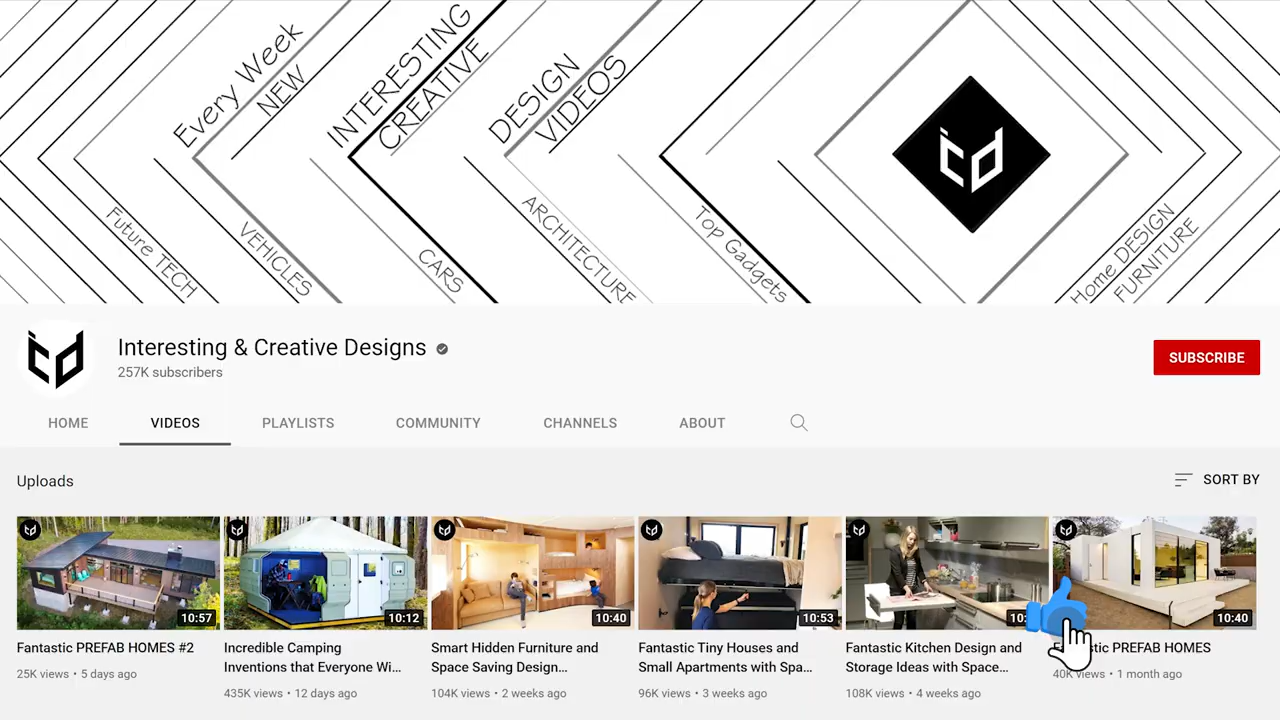 Every Week
NEW
INTERESTING
CREATIVE
DESIGN
VIDEOS
Future TECH
VEHICLES
CARS
ARCHITECTURE
Top Gadgets
Home DESIGN
FURNITURE
Interesting & Creative Designs
257K subscribers
SUBSCRIBE
HOME VIDEOS PLAYLISTS COMMUNITY CHANNELS ABOUT
Uploads
SORT BY
10:57 10:12 10:40 10:53 10:40
Fantastic PREFAB HOMES #2
25K views • 5 days ago
Incredible Camping
Inventions that Everyone Wi...
435K views • 12 days ago
Smart Hidden Furniture and
Space Saving Design...
104K views • 2 weeks ago
Fantastic Tiny Houses and
Small Apartments with Spa...
96K views • 3 weeks ago
Fantastic Kitchen Design and
Storage Ideas with Space...
108K views • 4 weeks ago
PREFAB HOMES
40K views • 1 month ago